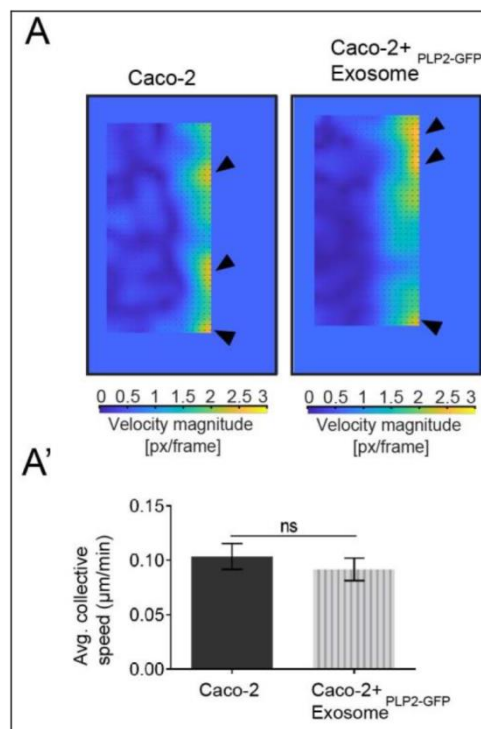 A
Caco-2
Caco-2+
Exosome PLP2-GFP
0 0.5 1 1.5 2 2.5 3
Velocity magnitude
[px/frame]
0 0.5 1 1.5 2 2.5 3
Velocity magnitude
[px/frame]
A'
Avg. collective
speed (µm/min)
0.15
0.10
0.05
0.00
ns
Caco-2
Caco-2+
Exosome PLP2-GFP